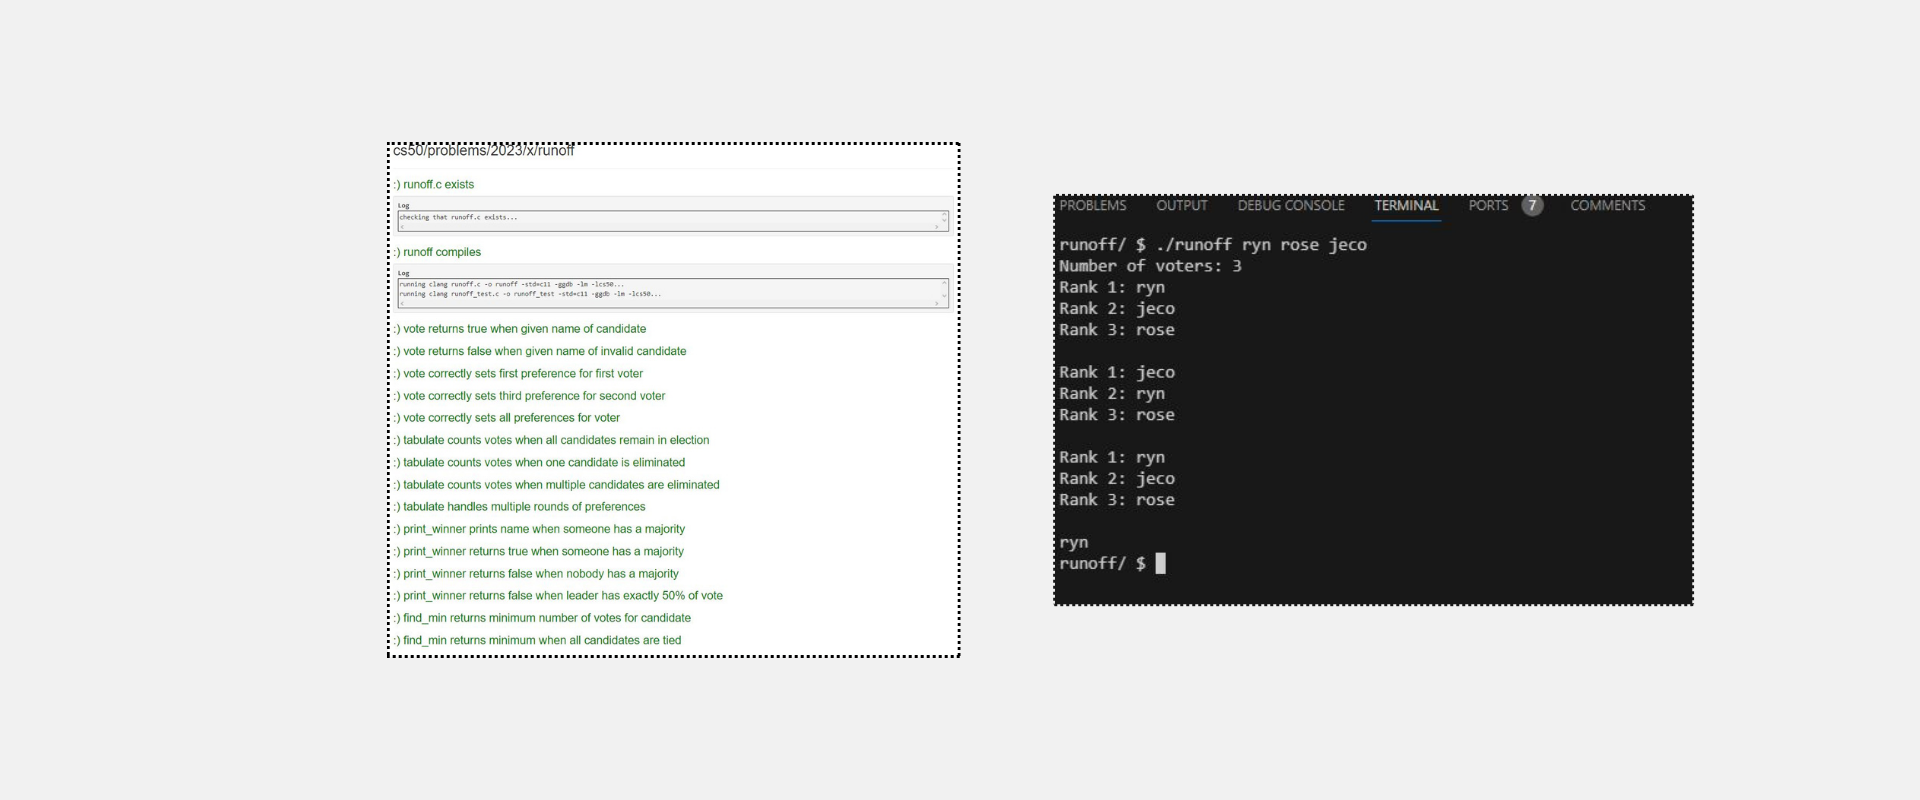 cs50/problems/2023/x/runoff
:) runoff.c exists
Log
checking that runoff.c exists...
:) runoff compiles
Log
running clang runoff.c -o runoff -std=c11 -ggdb -lm -lcs50...
running clang runoff_test.c -o runoff_test -std=c11 -ggdb -lm -lcs50...
:) vote returns true when given name of candidate
:) vote returns false when given name of invalid candidate
:) vote correctly sets first preference for first voter
:) vote correctly sets third preference for second voter
:) vote correctly sets all preferences for voter
:) tabulate counts votes when all candidates remain in election
:) tabulate counts votes when one candidate is eliminated
:) tabulate counts votes when multiple candidates are eliminated
:) tabulate handles multiple rounds of preferences
:) print_winner prints name when someone has a majority
:) print_winner returns true when someone has a majority
:) print_winner returns false when nobody has a majority
:) print_winner returns false when leader has exactly 50% of vote
:) find_min returns minimum number of votes for candidate
:) find_min returns minimum when all candidates are tied
PROBLEMS OUTPUT DEBUG CONSOLE TERMINAL PORTS 7 COMMENTS
runoff/ $ ./runoff ryn rose jeco
Number of voters: 3
Rank 1: ryn
Rank 2: jeco
Rank 3: rose
Rank 1: jeco
Rank 2: ryn
Rank 3: rose
Rank 1: ryn
Rank 2: jeco
Rank 3: rose
ryn
runoff/ $